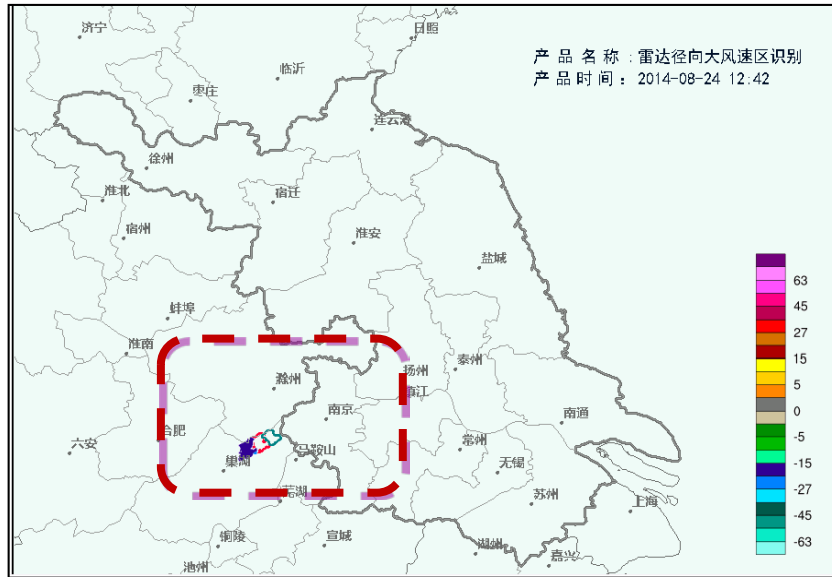 济宁
日照
产品名称:雷达径向大风速区识别
产品时间:2014-08-24 12:42
临沂
枣庄
连云港
徐州
淮北
宿迁
宿州
淮安
盐城
蚌埠
淮南
滁州
扬州
泰州
镇江
南京
南通
合肥
六安
巢湖
马鞍山
常州
无锡
芜湖
苏州
上海
铜陵
宣城
湖州
嘉兴
池州
63
45
27
15
5
0
-5
-15
-27
-45
-63